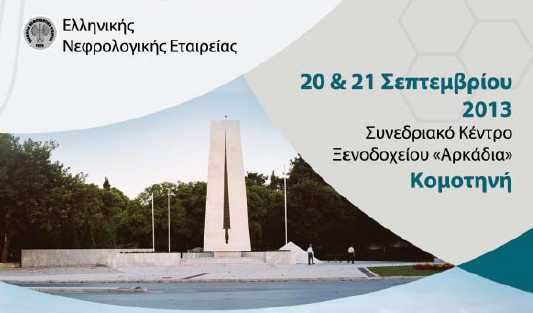 Ελληνικής
Νεφρολογικής Εταιρείας
20 & 21 Σεπτεμβρίου
2013
Συνεδριακό Κέντρο
Ξενοδοχείου «Αρκάδια»
Κομοτηνή